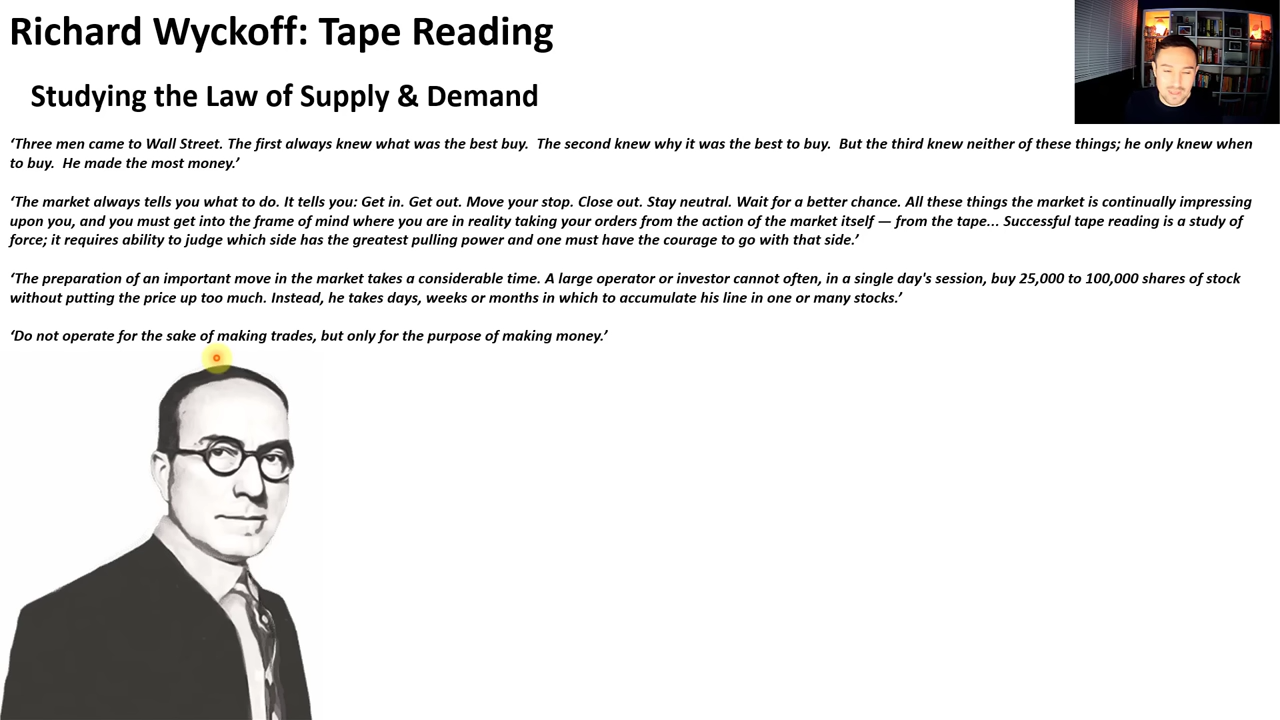 Richard Wyckoff: Tape Reading
Studying the Law of Supply & Demand
‘Three men came to Wall Street. The first always knew what was the best buy.  The second knew why it was the best to buy.  But the third knew neither of these things; he only knew when
to buy.  He made the most money.’
‘The market always tells you what to do. It tells you: Get in. Get out. Move your stop. Close out. Stay neutral. Wait for a better chance. All these things the market is continually impressing
upon you, and you must get into the frame of mind where you are in reality taking your orders from the action of the market itself — from the tape... Successful tape reading is a study of
force; it requires ability to judge which side has the greatest pulling power and one must have the courage to go with that side.’
‘The preparation of an important move in the market takes a considerable time. A large operator or investor cannot often, in a single day's session, buy 25,000 to 100,000 shares of stock
without putting the price up too much. Instead, he takes days, weeks or months in which to accumulate his line in one or many stocks.’
‘Do not operate for the sake of making trades, but only for the purpose of making money.’